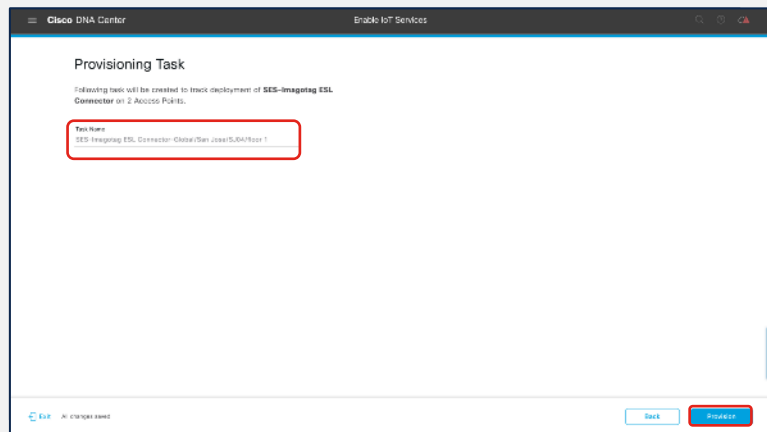 Cisco DNA Center
Enable IoT Services
Provisioning Task
Following task will be created to track deployment of SES-Imagotag ESL
Connector on 2 Access Points.
Task Name
SES-Imagotag ESL Connector-Global/San Jose/SJ04/floor 1
Exit
All changes saved
Back
Provision